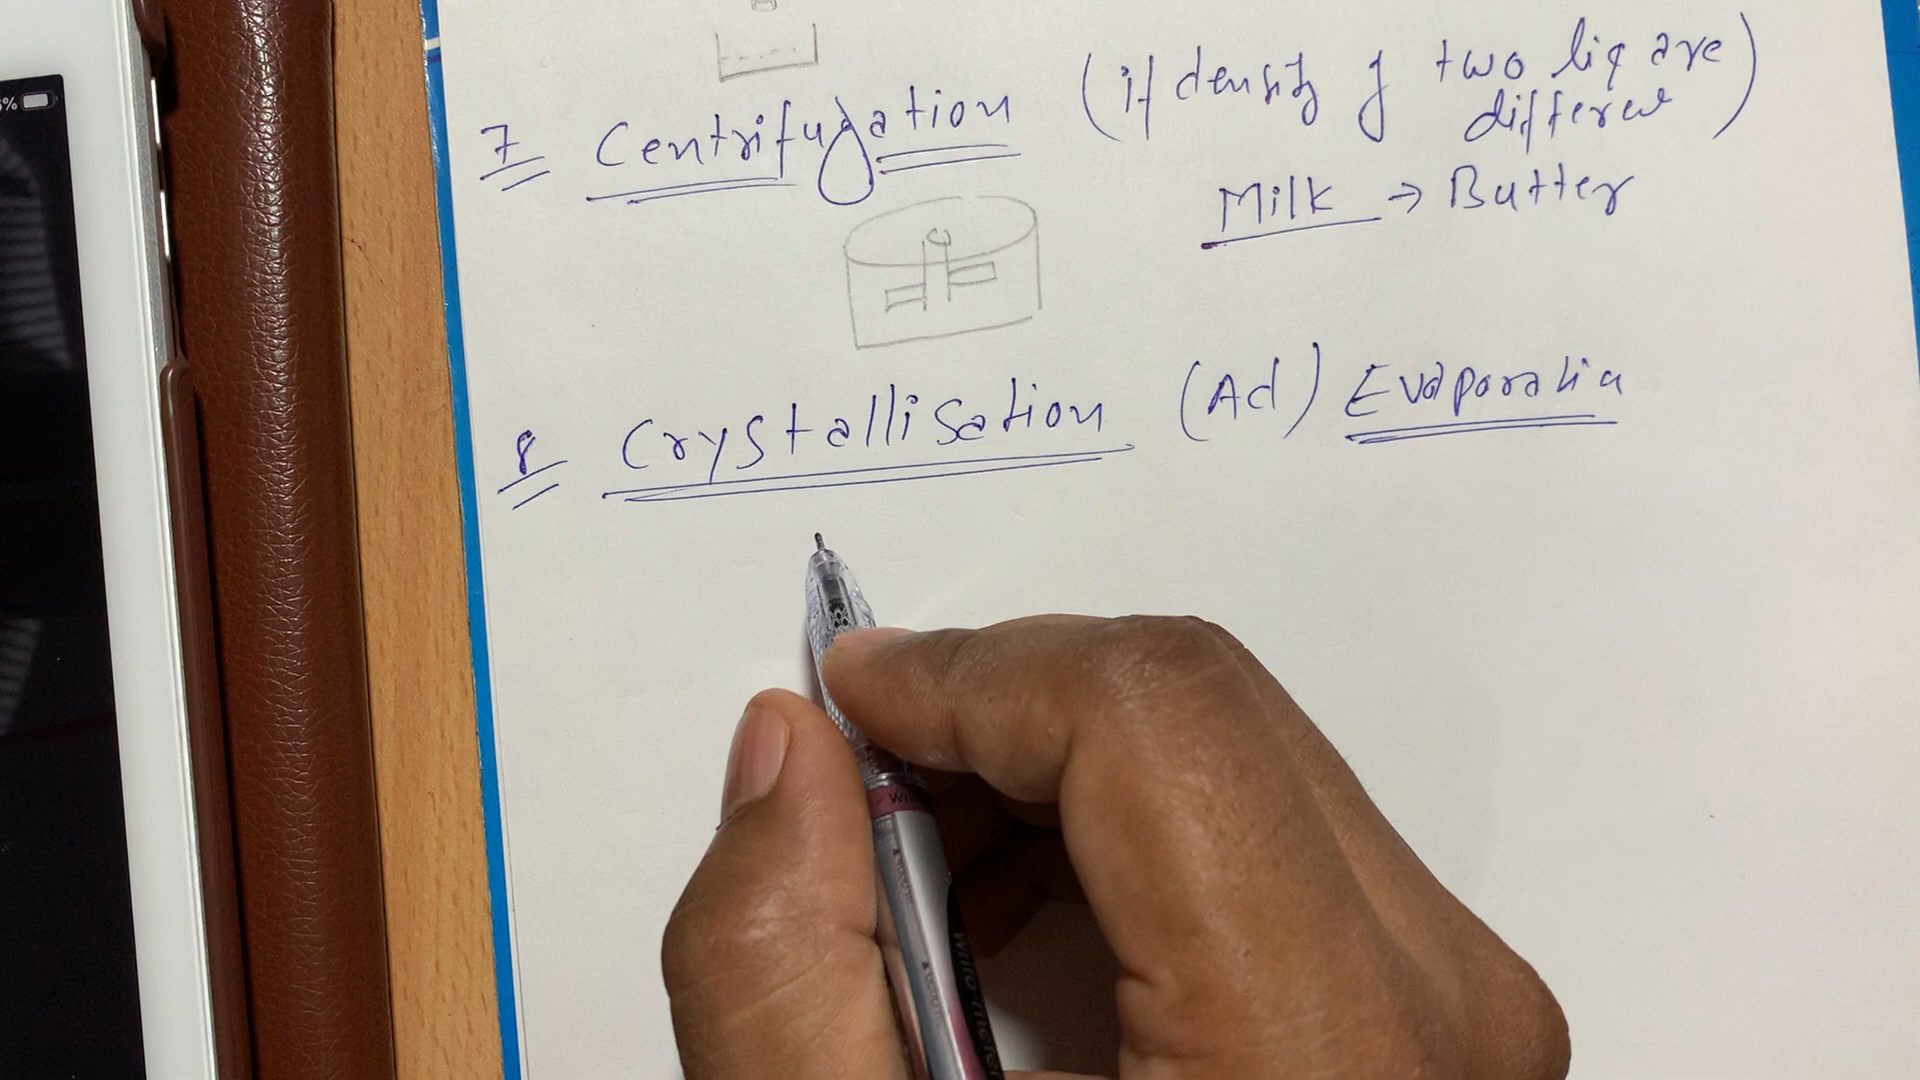 7 Centrifugation (if density of two liq are
different)
Milk → Butter
8 Crystallisation (Ad) Evaporation
%